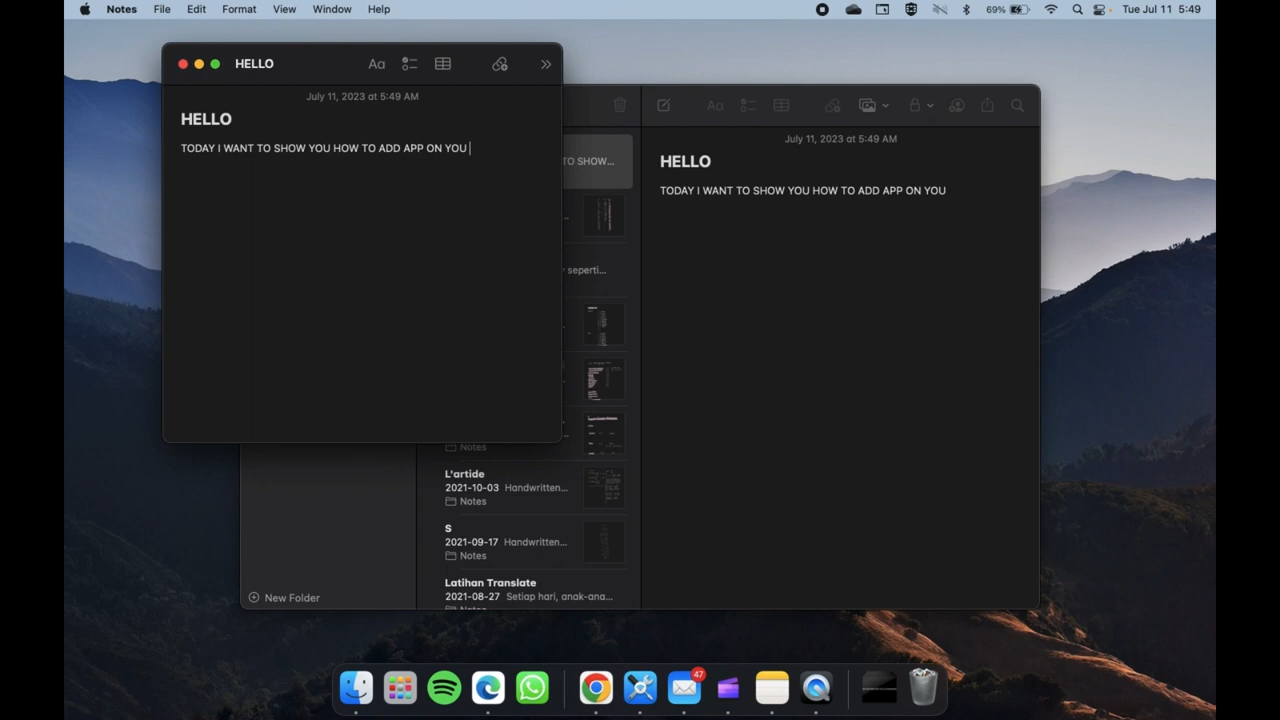 Notes File Edit Format View Window Help 69% Tue Jul 11 5:49
HELLO Aa
July 11, 2023 at 5:49 AM
HELLO
TODAY I WANT TO SHOW YOU HOW TO ADD APP ON YOU
Aa
TO SHOW...
seperti...
Notes
L'artide
2021-10-03 Handwritten...
Notes
S
2021-09-17 Handwritten...
Notes
Latihan Translate
2021-08-27 Setiap hari, anak-ana...
Notes
New Folder
July 11, 2023 at 5:49 AM
HELLO
TODAY I WANT TO SHOW YOU HOW TO ADD APP ON YOU
47